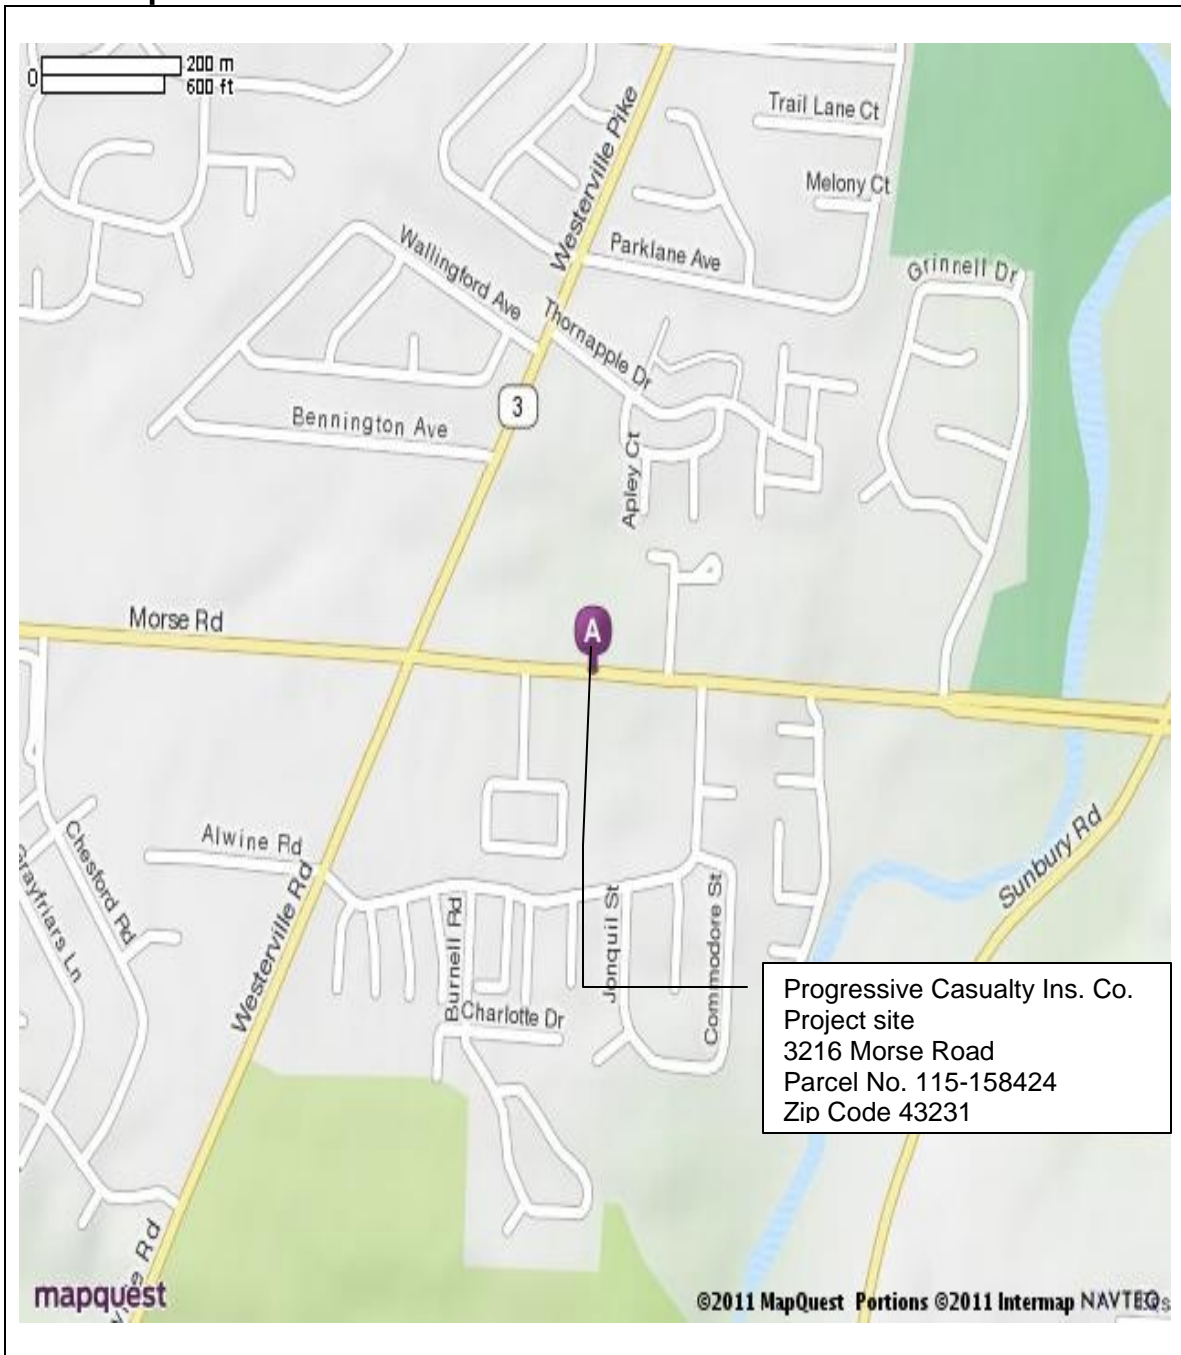 0
200 m
600 ft
Westerville Pike
Trail Lane Ct
Melony Ct
Wallingford Ave
Parklane Ave
Grinnell Dr
Thornapple Dr
3
Bennington Ave
Apley Ct
Morse Rd
A
Alwine Rd
Chesford Rd
Grayfriars Ln
Westerville Rd
Burnell Rd
Charlotte Dr
Jonquil St
Commodore St
Sunbury Rd
Progressive Casualty Ins. Co.
Project site
3216 Morse Road
Parcel No. 115-158424
Zip Code 43231
mapquest
©2011 MapQuest Portions ©2011 Intermap NAVTEQ